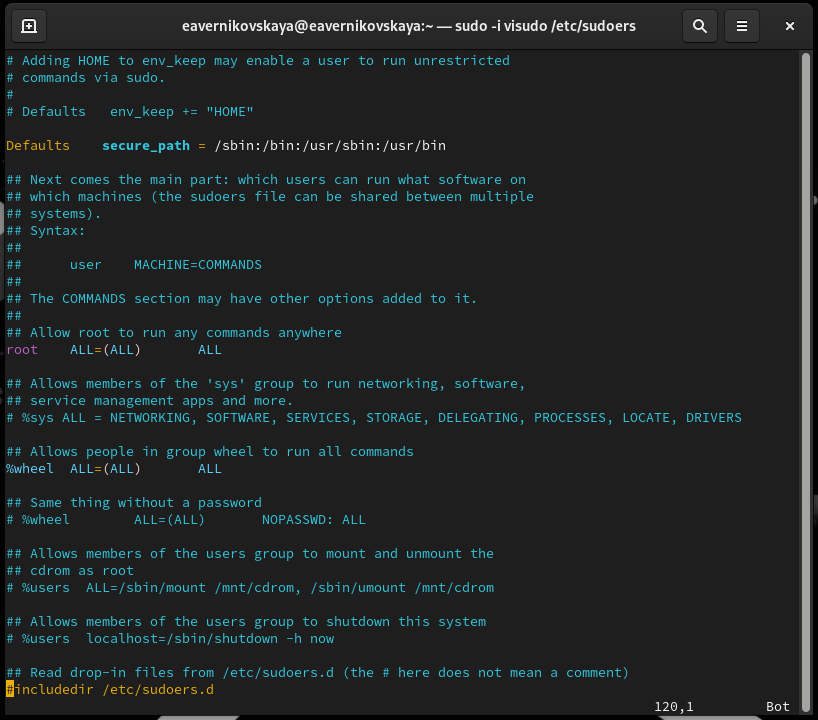 eavernikovskaya@eavernikovskaya:~ — sudo -i visudo /etc/sudoers
# Adding HOME to env_keep may enable a user to run unrestricted
# commands via sudo.
#
# Defaults   env_keep += "HOME"
Defaults    secure_path = /sbin:/bin:/usr/sbin:/usr/bin
## Next comes the main part: which users can run what software on
## which machines (the sudoers file can be shared between multiple
## systems).
## Syntax:
##
##      user    MACHINE=COMMANDS
##
## The COMMANDS section may have other options added to it.
##
## Allow root to run any commands anywhere
root    ALL=(ALL)       ALL
## Allows members of the 'sys' group to run networking, software,
## service management apps and more.
# %sys ALL = NETWORKING, SOFTWARE, SERVICES, STORAGE, DELEGATING, PROCESSES, LOCATE, DRIVERS
## Allows people in group wheel to run all commands
%wheel  ALL=(ALL)       ALL
## Same thing without a password
# %wheel        ALL=(ALL)       NOPASSWD: ALL
## Allows members of the users group to mount and unmount the
## cdrom as root
# %users  ALL=/sbin/mount /mnt/cdrom, /sbin/umount /mnt/cdrom
## Allows members of the users group to shutdown this system
# %users  localhost=/sbin/shutdown -h now
## Read drop-in files from /etc/sudoers.d (the # here does not mean a comment)
#includedir /etc/sudoers.d
120,1         Bot